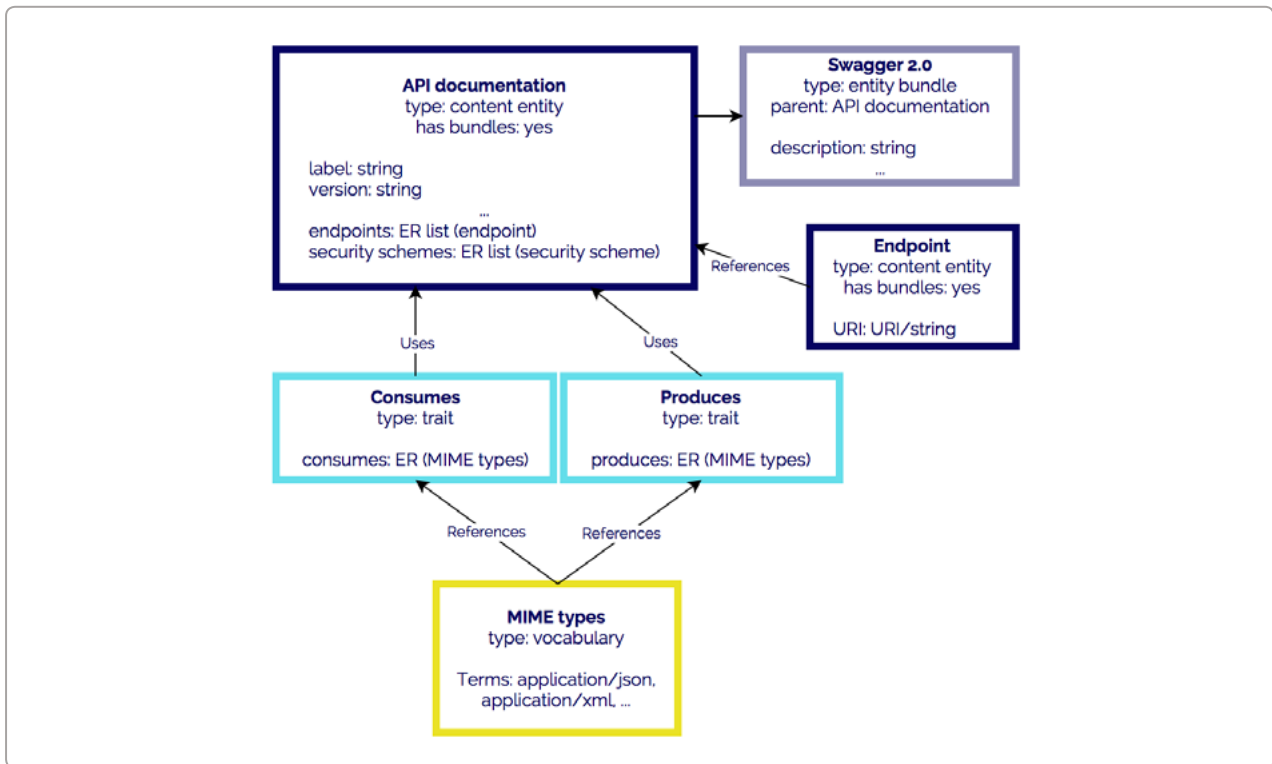 API documentation
type: content entity
has bundles: yes
label: string
version: string
...
endpoints: ER list (endpoint)
security schemes: ER list (security scheme)
Swagger 2.0
type: entity bundle
parent: API documentation
description: string
...
References
Endpoint
type: content entity
has bundles: yes
URI: URI/string
Uses
Uses
Consumes
type: trait
consumes: ER (MIME types)
Produces
type: trait
produces: ER (MIME types)
References
References
MIME types
type: vocabulary
Terms: application/json,
application/xml, ...